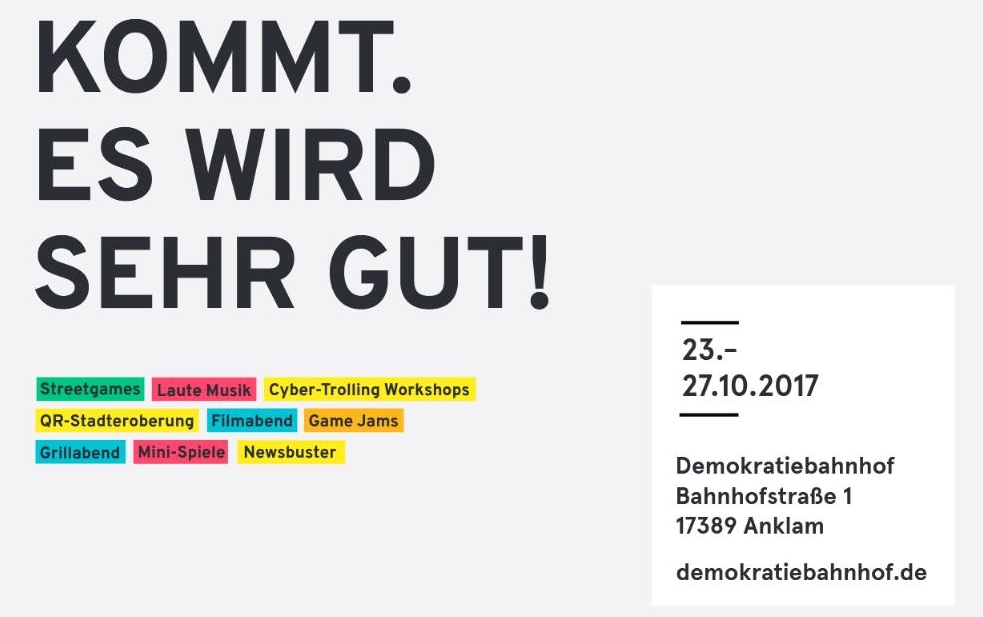 KOMMT.
ES WIRD
SEHR GUT!
Streetgames Laute Musik Cyber-Trolling Workshops
QR-Stadteroberung Filmabend Game Jams
Grillabend Mini-Spiele Newsbuster
23.–
27.10.2017
Demokratiebahnhof
Bahnhofstraße 1
17389 Anklam
demokratiebahnhof.de